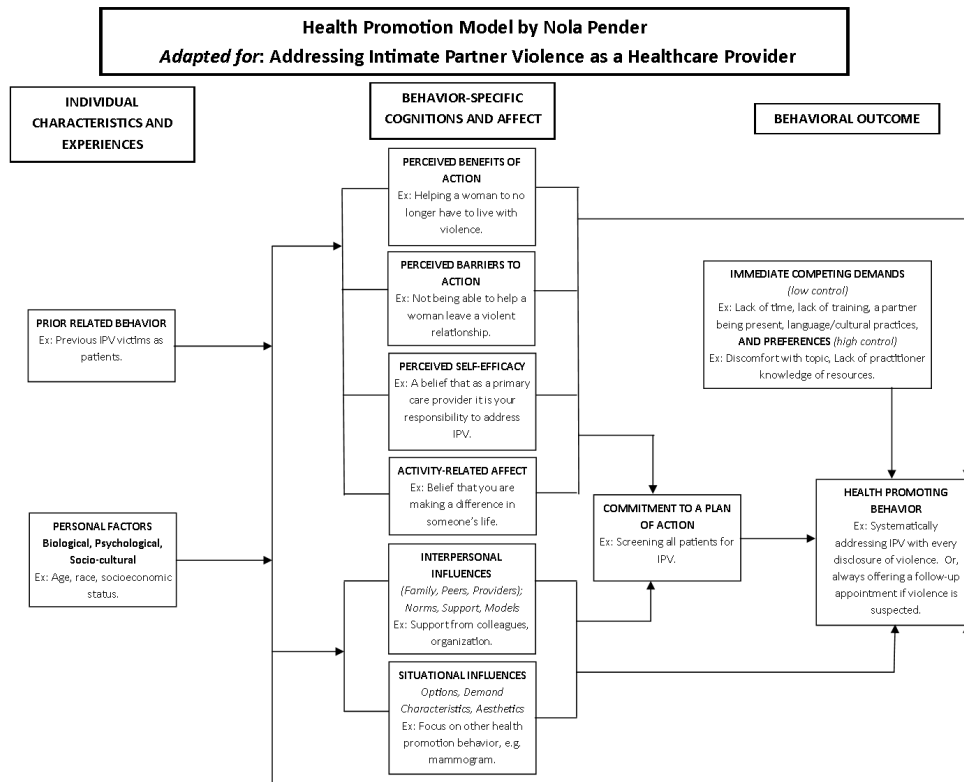 Health Promotion Model by Nola Pender
Adapted for: Addressing Intimate Partner Violence as a Healthcare Provider
INDIVIDUAL
CHARACTERISTICS AND
EXPERIENCES
BEHAVIOR-SPECIFIC
COGNITIONS AND AFFECT
BEHAVIORAL OUTCOME
PRIOR RELATED BEHAVIOR
Ex: Previous IPV victims as
patients.
PERSONAL FACTORS
Biological, Psychological,
Socio-cultural
Ex: Age, race, socioeconomic
status.
PERCEIVED BENEFITS OF
ACTION
Ex: Helping a woman to no
longer have to live with
violence.
PERCEIVED BARRIERS TO
ACTION
Ex: Not being able to help a
woman leave a violent
relationship.
PERCEIVED SELF-EFFICACY
Ex: A belief that as a primary
care provider it is your
responsibility to address
IPV.
ACTIVITY-RELATED AFFECT
Ex: Belief that you are
making a difference in
someone's life.
INTERPERSONAL
INFLUENCES
(Family, Peers, Providers);
Norms, Support, Models
Ex: Support from colleagues,
organization.
SITUATIONAL INFLUENCES
Options, Demand
Characteristics, Aesthetics
Ex: Focus on other health
promotion behavior, e.g.
mammogram.
COMMITMENT TO A PLAN
OF ACTION
Ex: Screening all patients for
IPV.
IMMEDIATE COMPETING DEMANDS
(low control)
Ex: Lack of time, lack of training, a partner
being present, language/cultural practices,
AND PREFERENCES (high control)
Ex: Discomfort with topic, Lack of practitioner
knowledge of resources.
HEALTH PROMOTING
BEHAVIOR
Ex: Systematically
addressing IPV with every
disclosure of violence. Or,
always offering a follow-up
appointment if violence is
suspected.